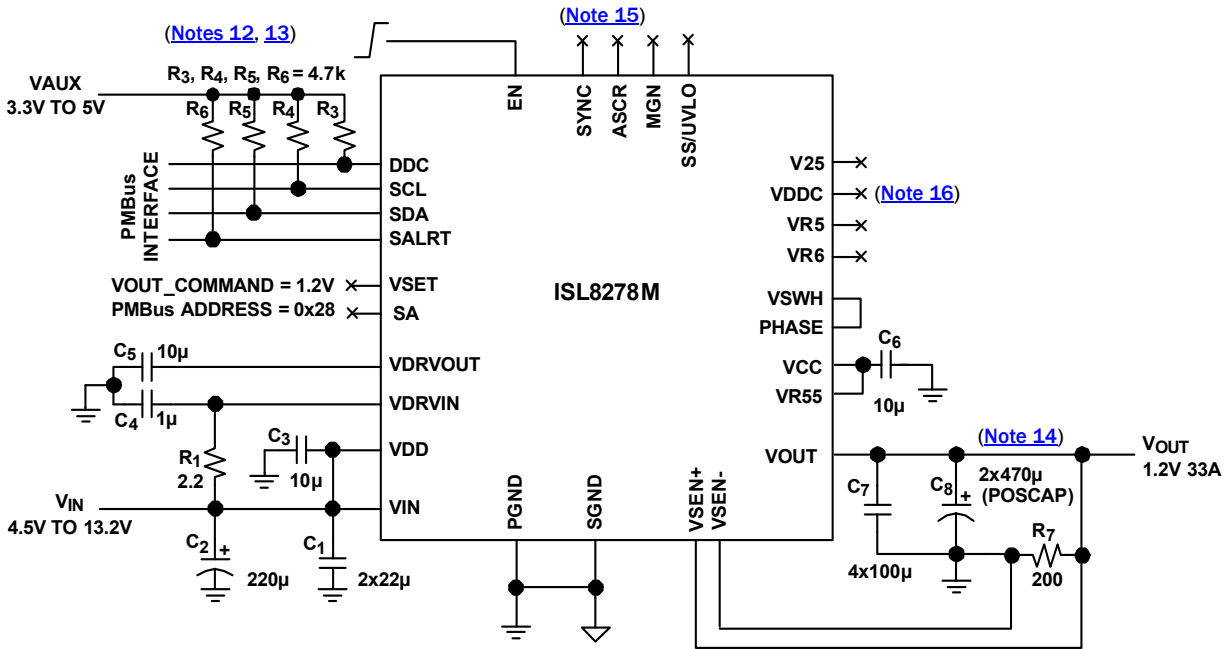 (Notes 12, 13)
(Note 15)
VAUX
3.3V TO 5V
R3, R4, R5, R6 = 4.7k
R6
R5
R4
R3
EN
SYNC
ASCR
MGN
SS/UVLO
PMBus
INTERFACE
DDC
SCL
SDA
SALRT
VOUT_COMMAND = 1.2V
VSET
PMBus ADDRESS = 0x28
SA
ISL8278M
V25
VDDC
(Note 16)
VR5
VR6
VSWH
PHASE
C5
10µ
VDRVOUT
C4
1µ
VDRVIN
VCC
VR55
C6
10µ
R1
2.2
C3
10µ
VDD
VIN
4.5V TO 13.2V
VIN
C2
+
220µ
C1
2x22µ
PGND
SGND
VSEN+
VSEN-
VOUT
(Note 14)
VOUT
1.2V 33A
C7
4x100µ
C8
+
2x470µ
(POSCAP)
R7
200